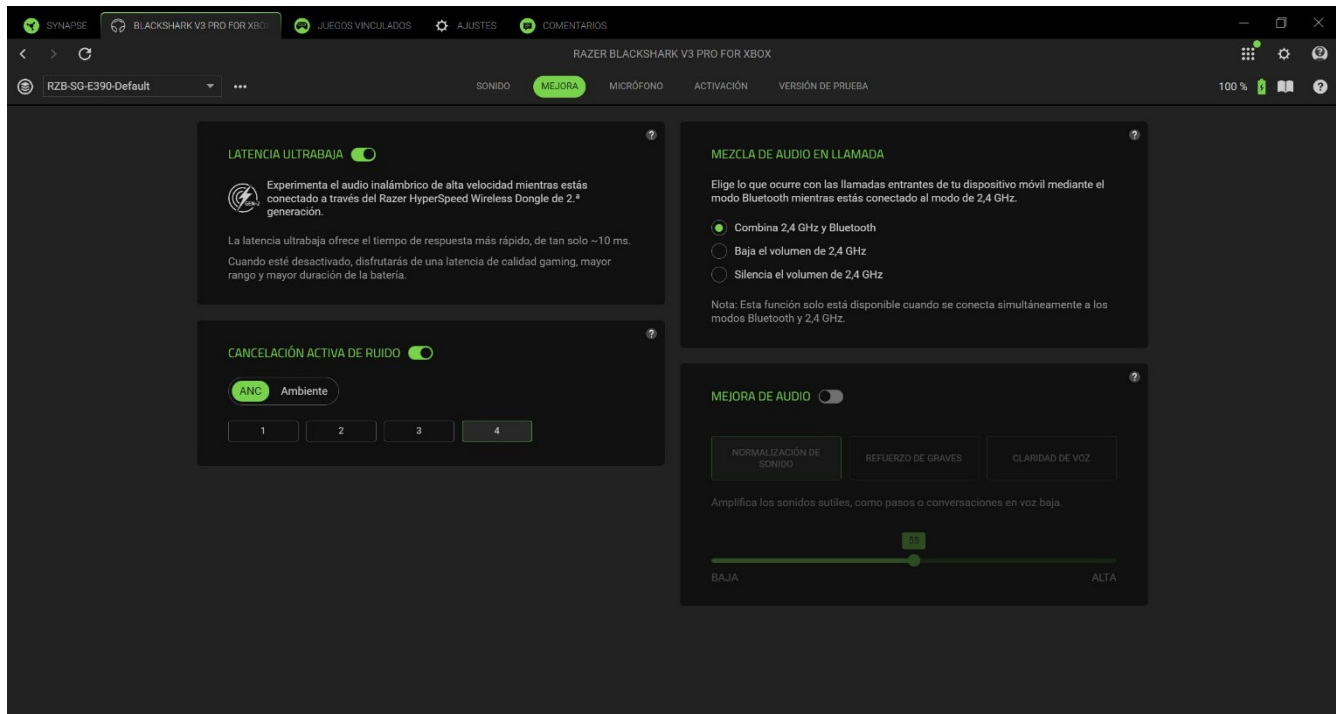 SYNAPSE
BLACKSHARK V3 PRO FOR XBOX
JUEGOS VINCULADOS
AJUSTES
COMENTARIOS
RAZER BLACKSHARK V3 PRO FOR XBOX
RZB-SG-E390-Default
SONIDO
MEJORA
MICRÓFONO
ACTIVACIÓN
VERSIÓN DE PRUEBA
100 %
LATENCIA ULTRABAJA
Experimenta el audio inalámbrico de alta velocidad mientras estás
conectado a través del Razer HyperSpeed Wireless Dongle de 2.ª
generación.
GEN-2
La latencia ultrabaja ofrece el tiempo de respuesta más rápido, de tan solo ~10 ms.
Cuando esté desactivado, disfrutarás de una latencia de calidad gaming, mayor
rango y mayor duración de la batería.
CANCELACIÓN ACTIVA DE RUIDO
ANC
Ambiente
1
2
3
4
MEZCLA DE AUDIO EN LLAMADA
Elige lo que ocurre con las llamadas entrantes de tu dispositivo móvil mediante el
modo Bluetooth mientras estás conectado al modo de 2,4 GHz.
Combina 2,4 GHz y Bluetooth
Baja el volumen de 2,4 GHz
Silencia el volumen de 2,4 GHz
Nota: Esta función solo está disponible cuando se conecta simultáneamente a los
modos Bluetooth y 2,4 GHz.
MEJORA DE AUDIO
NORMALIZACIÓN DE
SONIDO
REFUERZO DE GRAVES
CLARIDAD DE VOZ
Amplifica los sonidos sutiles, como pasos o conversaciones en voz baja.
55
BAJA
ALTA